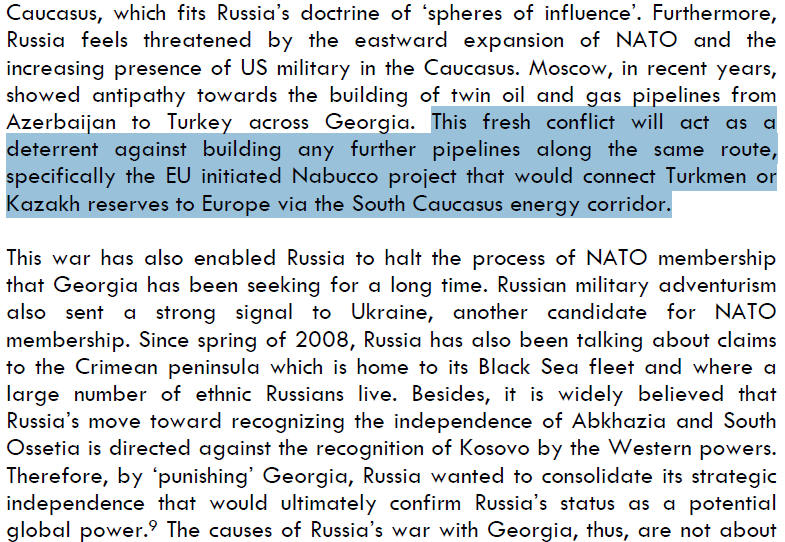 Caucasus, which fits Russia's doctrine of ‘spheres of influence’. Furthermore,
Russia feels threatened by the eastward expansion of NATO and the
increasing presence of US military in the Caucasus. Moscow, in recent years,
showed antipathy towards the building of twin oil and gas pipelines from
Azerbaijan to Turkey across Georgia. This fresh conflict will act as a
deterrent against building any further pipelines along the same route,
specifically the EU initiated Nabucco project that would connect Turkmen or
Kazakh reserves to Europe via the South Caucasus energy corridor.
This war has also enabled Russia to halt the process of NATO membership
that Georgia has been seeking for a long time. Russian military adventurism
also sent a strong signal to Ukraine, another candidate for NATO
membership. Since spring of 2008, Russia has also been talking about claims
to the Crimean peninsula which is home to its Black Sea fleet and where a
large number of ethnic Russians live. Besides, it is widely believed that
Russia's move toward recognizing the independence of Abkhazia and South
Ossetia is directed against the recognition of Kosovo by the Western powers.
Therefore, by ‘punishing’ Georgia, Russia wanted to consolidate its strategic
independence that would ultimately confirm Russia's status as a potential
global power.⁹ The causes of Russia's war with Georgia, thus, are not about